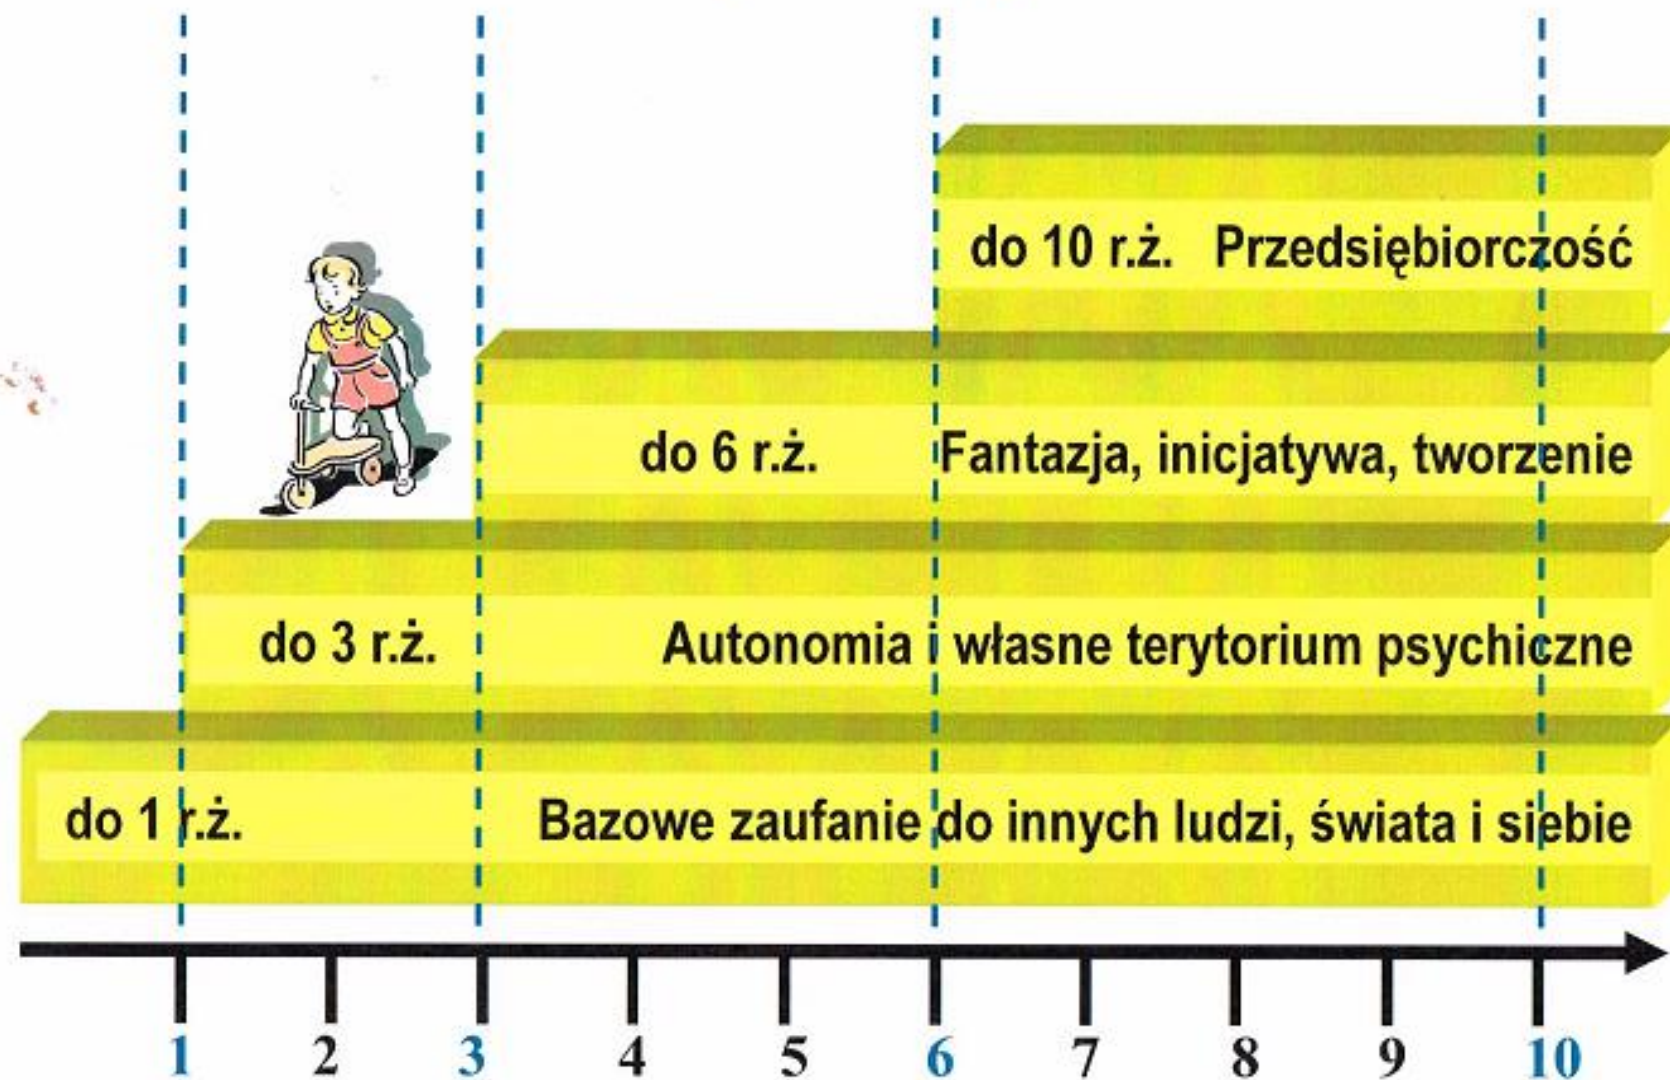 do 10 r.ż. Przedsiębiorczość
do 6 r.ż. Fantazja, inicjatywa, tworzenie
do 3 r.ż. Autonomia i własne terytorium psychiczne
do 1 r.ż. Bazowe zaufanie do innych ludzi, świata i siebie
1 2 3 4 5 6 7 8 9 10